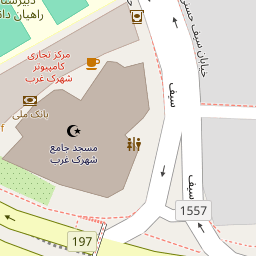 دبیرستان
راهیان دانش
مرکز تجاری
کامپیوتر
شهرک غرب
خیابان سیف
بانک ملی
سیف
مسجد جامع
شهرک غرب
سیف
1557
197